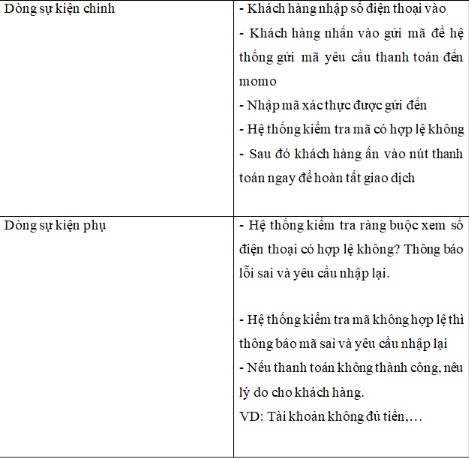 Dòng sự kiện chính
- Khách hàng nhập số điện thoại vào
- Khách hàng nhấn vào gửi mã để hệ
thống gửi mã yêu cầu thanh toán đến
momo
- Nhập mã xác thực được gửi đến
- Hệ thống kiểm tra mã có hợp lệ không
- Sau đó khách hàng ấn vào nút thanh
toán ngay để hoàn tất giao dịch
Dòng sự kiện phụ
- Hệ thống kiểm tra ràng buộc xem số
điện thoại có hợp lệ không? Thông báo
lỗi sai và yêu cầu nhập lại.
- Hệ thống kiểm tra mã không hợp lệ thì
thông báo mã sai và yêu cầu nhập lại
- Nếu thanh toán không thành công, nêu
lý do cho khách hàng.
VD: Tài khoản không đủ tiền,…